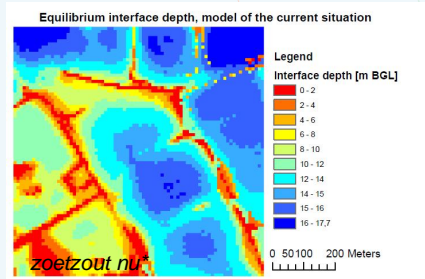 Equilibrium interface depth, model of the current situation
Legend
Interface depth [m BGL]
0 - 2
2 - 4
4 - 6
6 - 8
8 - 10
10 - 12
12 - 14
14 - 15
15 - 16
16 - 17,7
0 50 100 200 Meters
zoetzout nu*